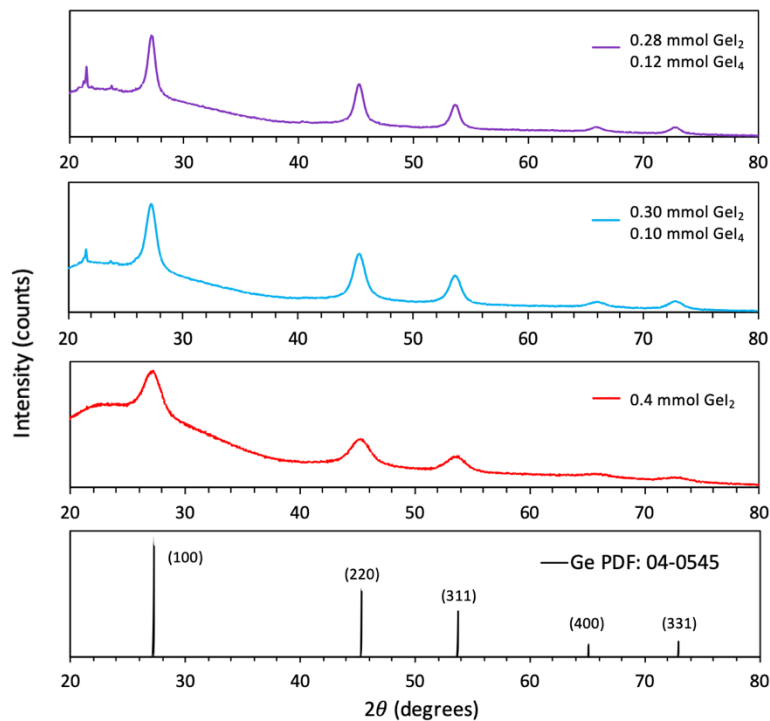 0.28 mmol GeI₂
0.12 mmol GeI₄
20 30 40 50 60 70 80
0.30 mmol GeI₂
0.10 mmol GeI₄
20 30 40 50 60 70 80
Intensity (counts)
0.4 mmol GeI₂
20 30 40 50 60 70 80
Ge PDF: 04-0545
(100)
(220)
(311)
(400)
(331)
20 30 40 50 60 70 80
2θ (degrees)